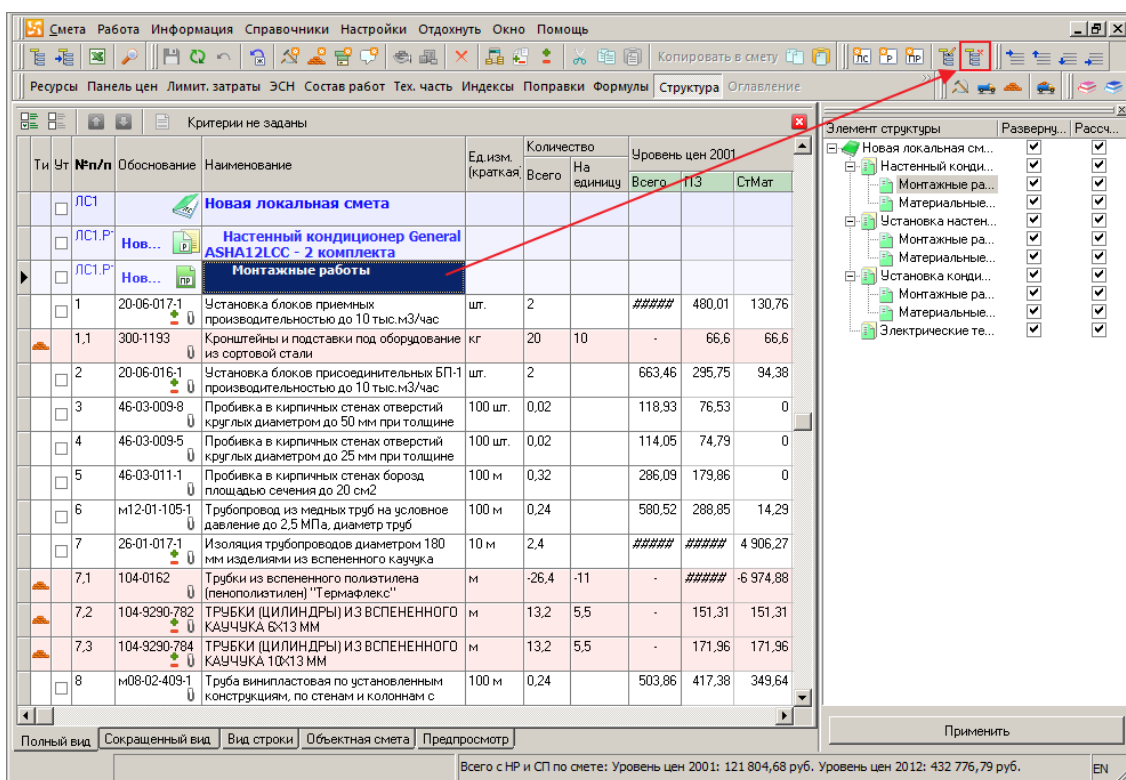 Смета Работа Информация Справочники Настройки Отдохнуть Окно Помощь
Копировать в смету
ЛС Р ПР
Ресурсы Панель цен Лимит. затраты ЭСН Состав работ Тех. часть Индексы Поправки Формулы Структура Оглавление
Критерии не заданы
Ти Ут №п/п Обоснование Наименование Ед.изм. (краткая) Количество Всего На единицу Уровень цен 2001 Всего ПЗ СтМат
ЛС1 Новая локальная смета
ЛС1.Р Нов... Р Настенный кондиционер General
ASHA12LCC - 2 комплекта
ЛС1.Р Нов... ПР Монтажные работы
1 20-06-017-1 Установка блоков приемных шт. 2 ##### 480,01 130,76
производительностью до 10 тыс.м3/час
1,1 300-1193 Кронштейны и подставки под оборудование кг 20 10 - 66,6 66,6
из сортовой стали
2 20-06-016-1 Установка блоков присоединительных БП-1 шт. 2 663,46 295,75 94,38
производительностью до 10 тыс.м3/час
3 46-03-009-8 Пробивка в кирпичных стенах отверстий 100 шт. 0,02 118,93 76,53 0
круглых диаметром до 50 мм при толщине
4 46-03-009-5 Пробивка в кирпичных стенах отверстий 100 шт. 0,02 114,05 74,79 0
круглых диаметром до 25 мм при толщине
5 46-03-011-1 Пробивка в кирпичных стенах борозд 100 м 0,32 286,09 179,86 0
площадью сечения до 20 см2
6 м12-01-105-1 Трубопровод из медных труб на условное 100 м 0,24 580,52 288,85 14,29
давление до 2,5 МПа, диаметр труб
7 26-01-017-1 Изоляция трубопроводов диаметром 180 10 м 2,4 ##### ##### 4 906,27
мм изделиями из вспененного каучука
7,1 104-0162 Трубки из вспененного полиэтилена м -26,4 -11 - ##### -6 974,88
(пенополиэтилен) "Термафлекс"
7,2 104-9290-782 ТРУБКИ (ЦИЛИНДРЫ) ИЗ ВСПЕНЕННОГО м 13,2 5,5 - 151,31 151,31
КАУЧУКА 6Х13 ММ
7,3 104-9290-784 ТРУБКИ (ЦИЛИНДРЫ) ИЗ ВСПЕНЕННОГО м 13,2 5,5 - 171,96 171,96
КАУЧУКА 10Х13 ММ
8 м08-02-409-1 Труба винипластовая по установленным 100 м 0,24 503,86 417,38 349,64
конструкциям, по стенам и колоннам с
Полный вид Сокращенный вид Вид строки Объектная смета Предпросмотр
Элемент структуры Разверну... Рассч...
Новая локальная см...
Настенный конди...
Монтажные ра...
Материальные...
Установка настен...
Монтажные ра...
Материальные...
Установка конди...
Монтажные ра...
Материальные...
Электрические те...
Применить
Всего с НР и СП по смете: Уровень цен 2001: 121 804,68 руб. Уровень цен 2012: 432 776,79 руб. EN